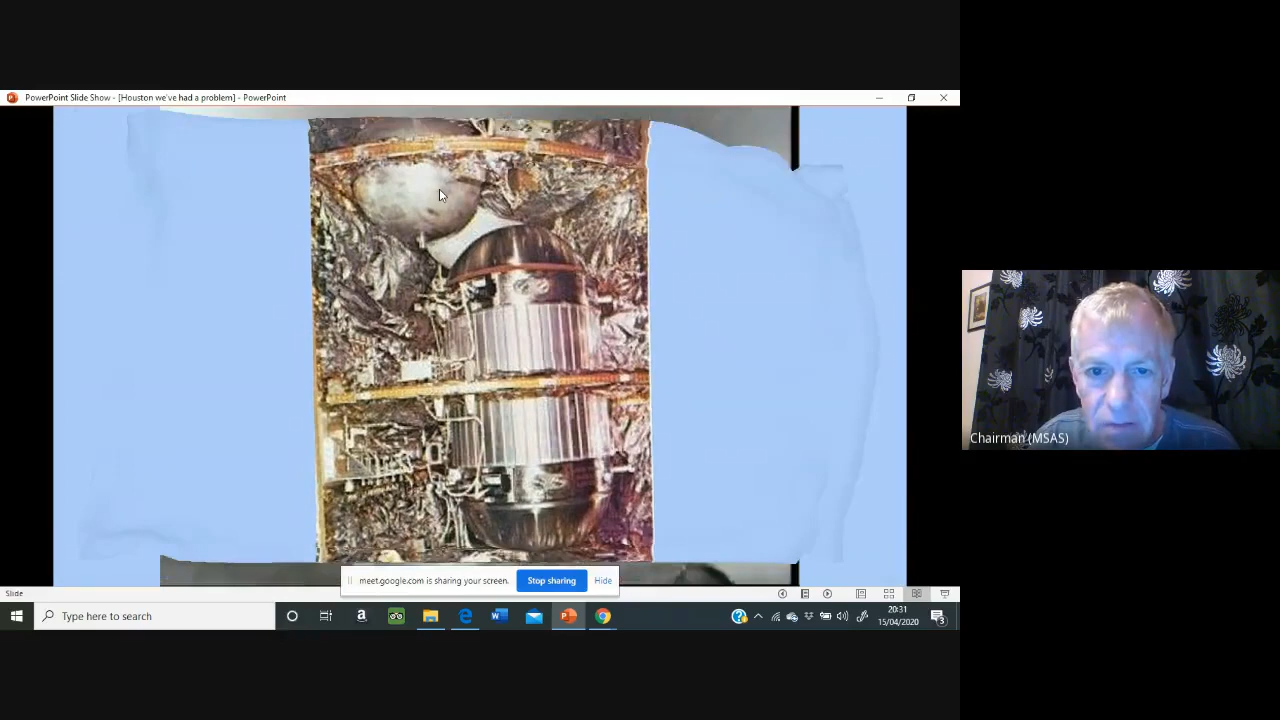 PowerPoint Slide Show - [Houston we've had a problem] - PowerPoint
Chairman (MSAS)
meet.google.com is sharing your screen.
Stop sharing
Hide
Slide
Type here to search
20:31
15/04/2020
3